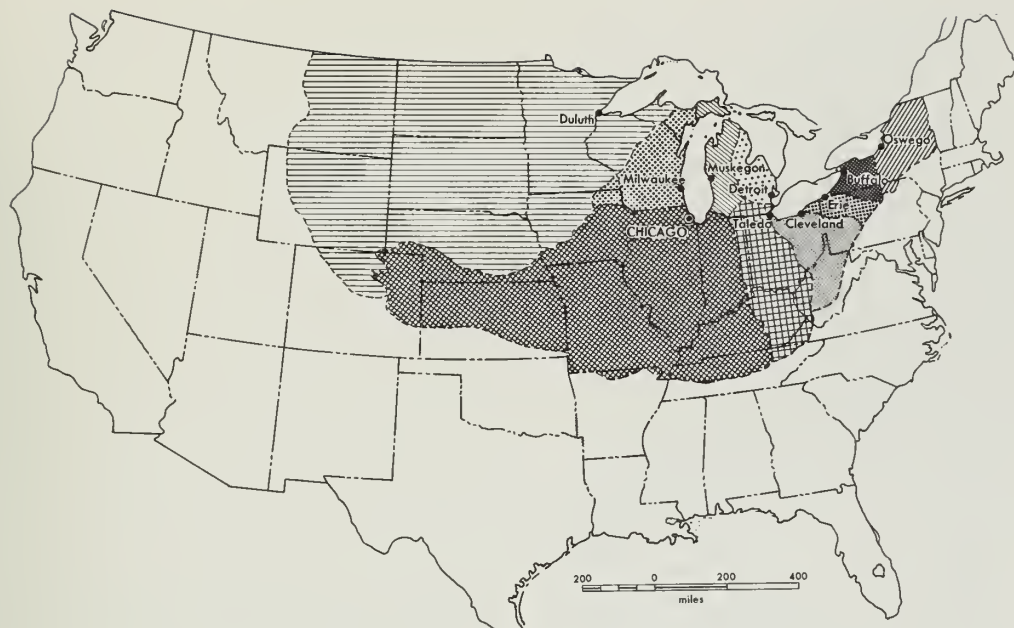 Duluth
Oswego
Muskegon
Milwaukee
Buffalo
Detroit
Erie
CHICAGO
Toledo
Cleveland
200 0 200 400
miles